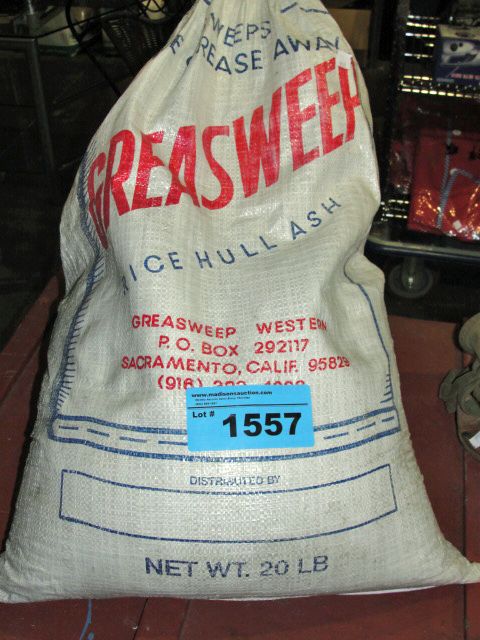 SWEEPS
GREASE AWAY
GREASWEEP
RICE HULL ASH
GREASWEEP WESTERN
P.O. BOX 292117
SACRAMENTO, CALIF. 95829
(916)
www.madisonsauction.com
Lot # 1557
DISTRIBUTED BY
NET WT. 20 LB